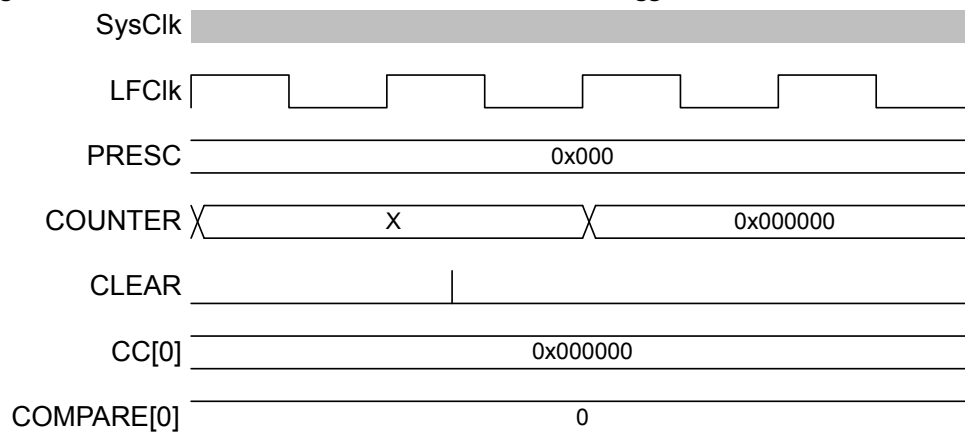 SysClk
LFClk
PRESC 0x000
COUNTER X 0x000000
CLEAR
CC[0] 0x000000
COMPARE[0] 0